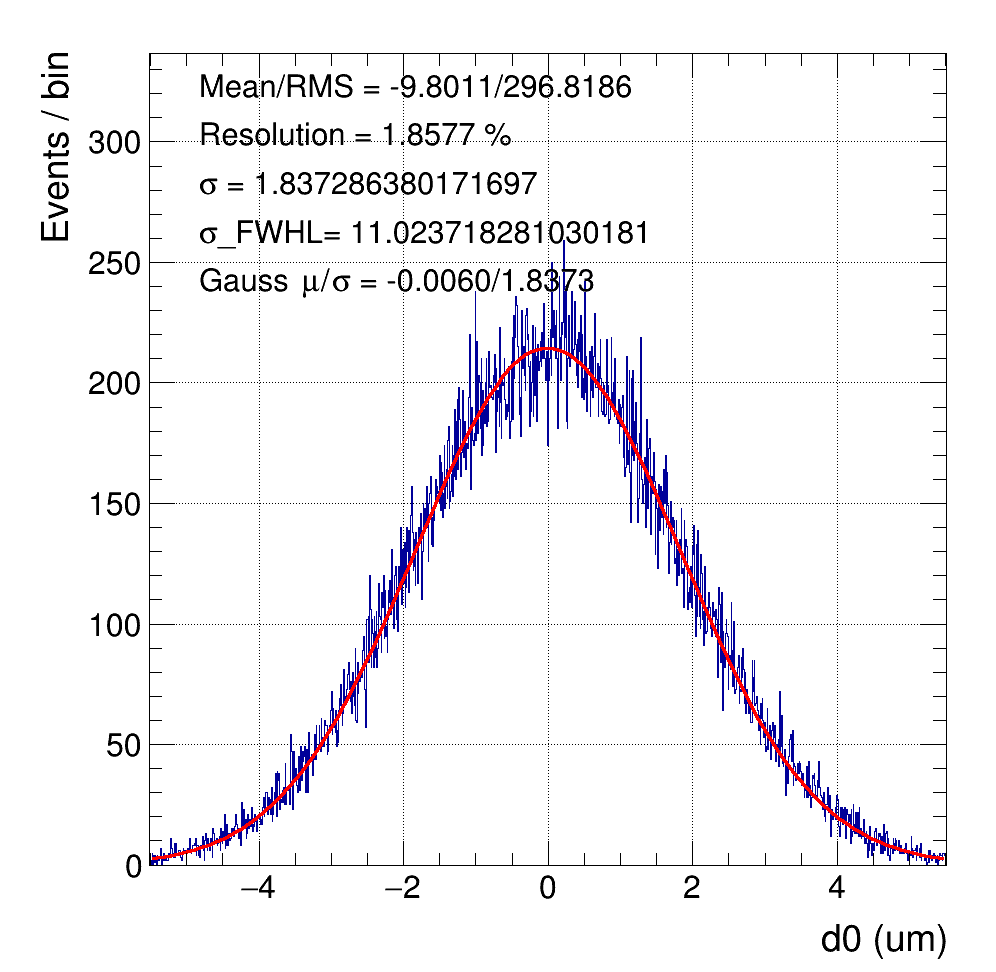 Events / bin
Mean/RMS = -9.8011/296.8186
Resolution = 1.8577 %
σ = 1.837286380171697
σ_FWHL= 11.023718281030181
Gauss μ/σ = -0.0060/1.8373
300
250
200
150
100
50
0
−4 −2 0 2 4
d0 (um)